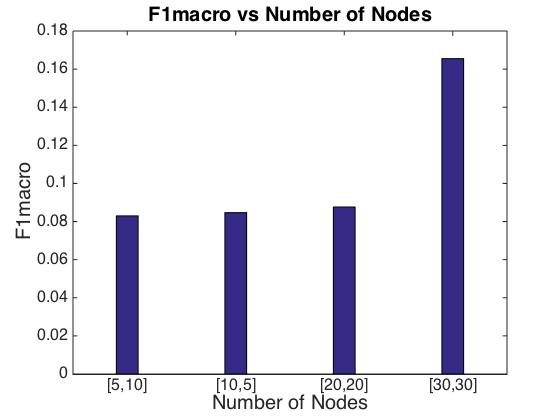 F1macro vs Number of Nodes
0.18
0.16
0.14
0.12
0.1
0.08
0.06
0.04
0.02
0
F1macro
[5,10] [10,5] [20,20] [30,30]
Number of Nodes